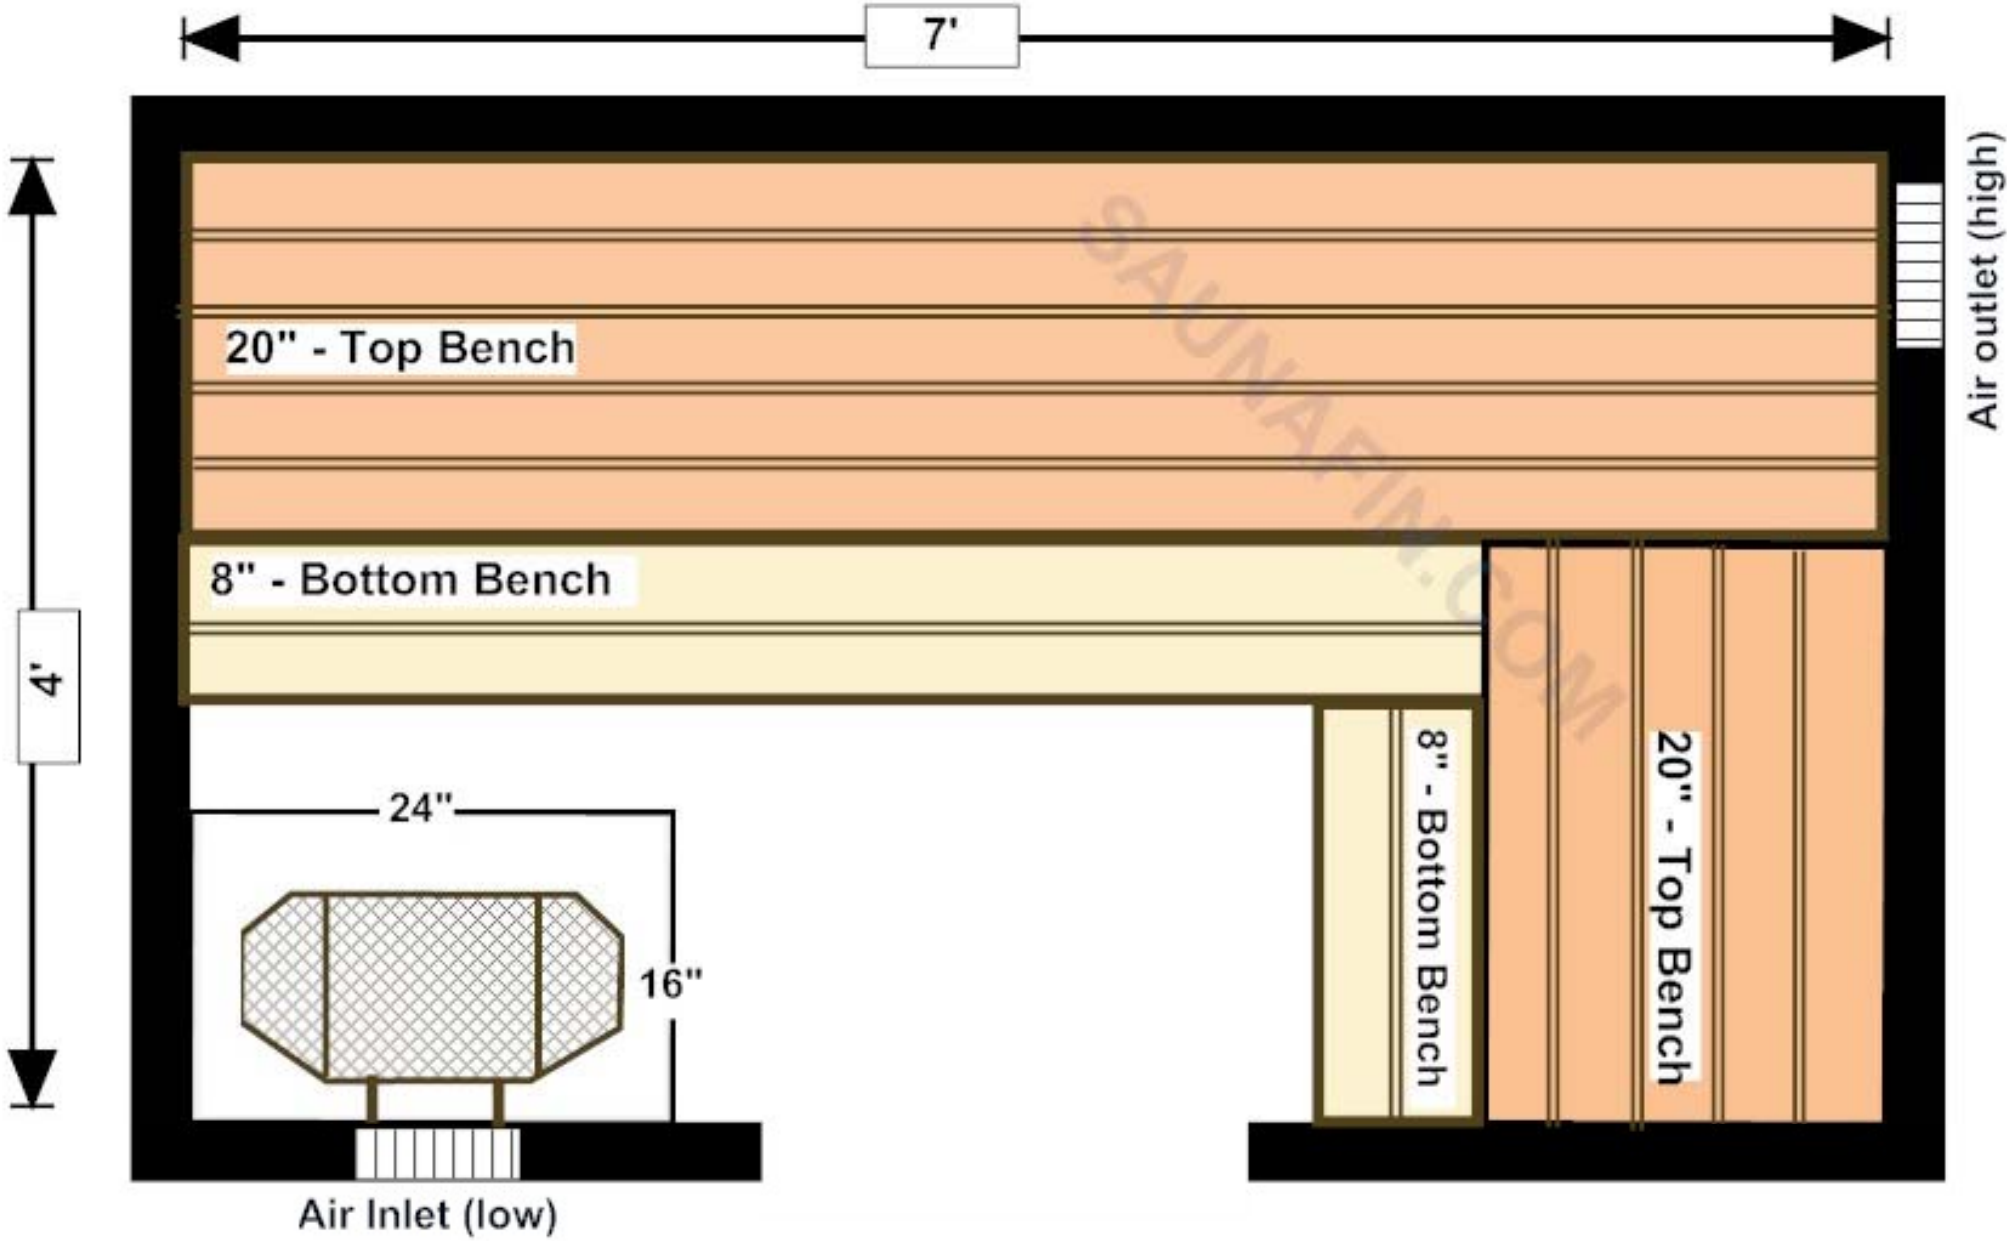 7'
Air outlet (high)
SAUNAFIN.COM
20" - Top Bench
8" - Bottom Bench
4'
8" - Bottom Bench
20" - Top Bench
24"
16"
Air Inlet (low)